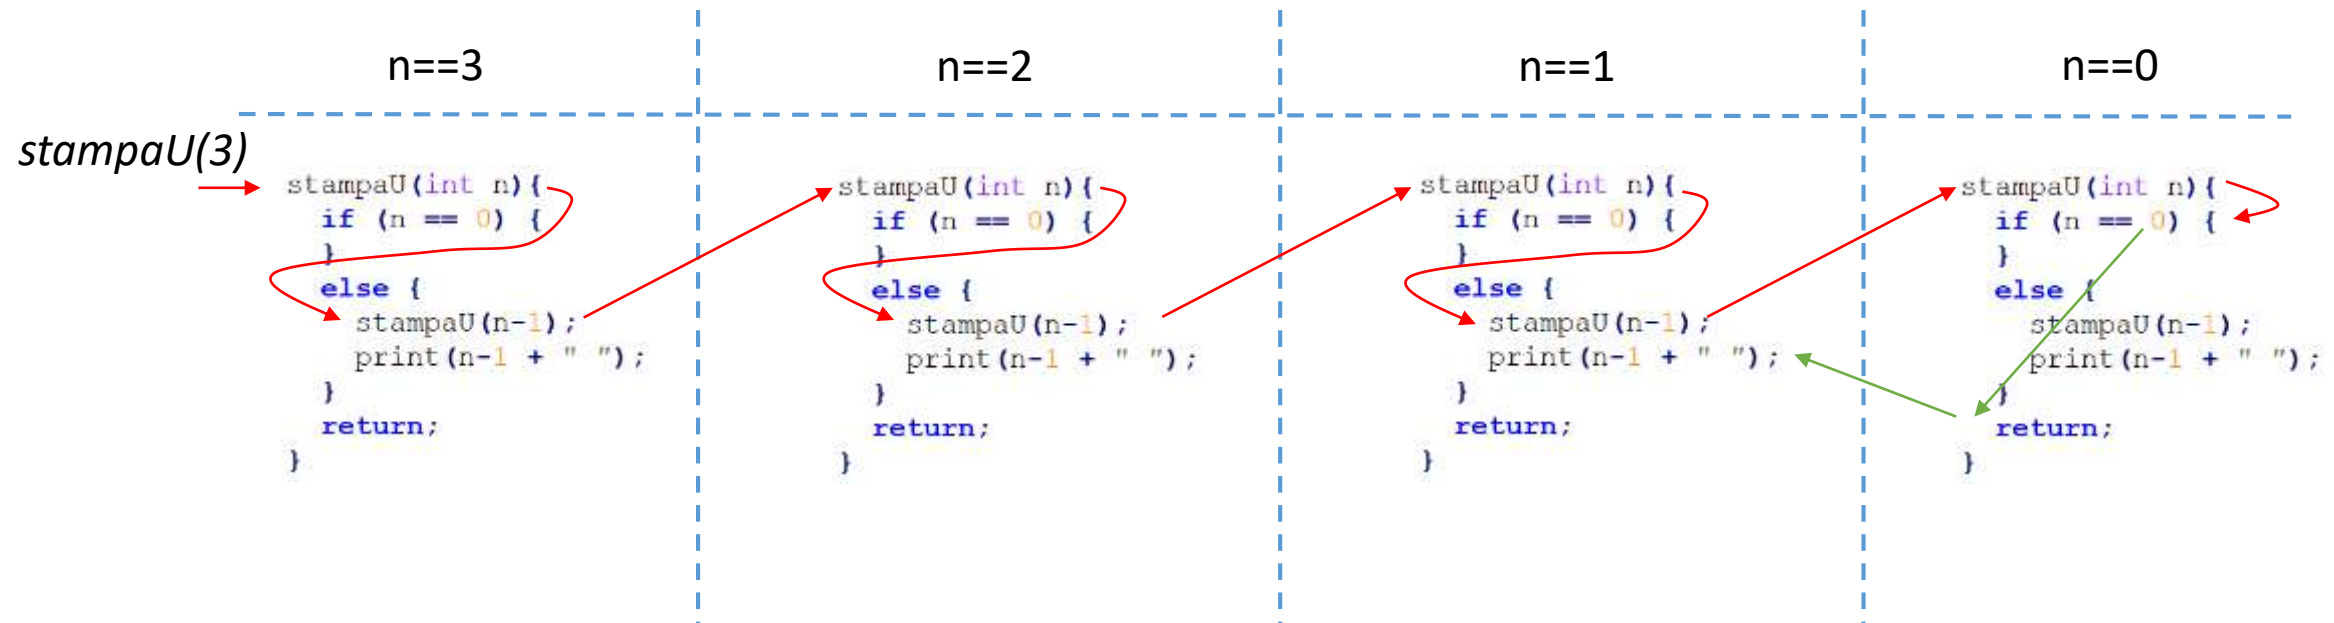 n==3
n==2
n==1
n==0
stampaU(3)
stampaU(int n){
if (n == 0) {
}
else {
stampaU(n-1);
print(n-1 + " ");
}
return;
}
stampaU(int n){
if (n == 0) {
}
else {
stampaU(n-1);
print(n-1 + " ");
}
return;
}
stampaU(int n){
if (n == 0) {
}
else {
stampaU(n-1);
print(n-1 + " ");
}
return;
}
stampaU(int n){
if (n == 0) {
}
else {
stampaU(n-1);
print(n-1 + " ");
}
return;
}